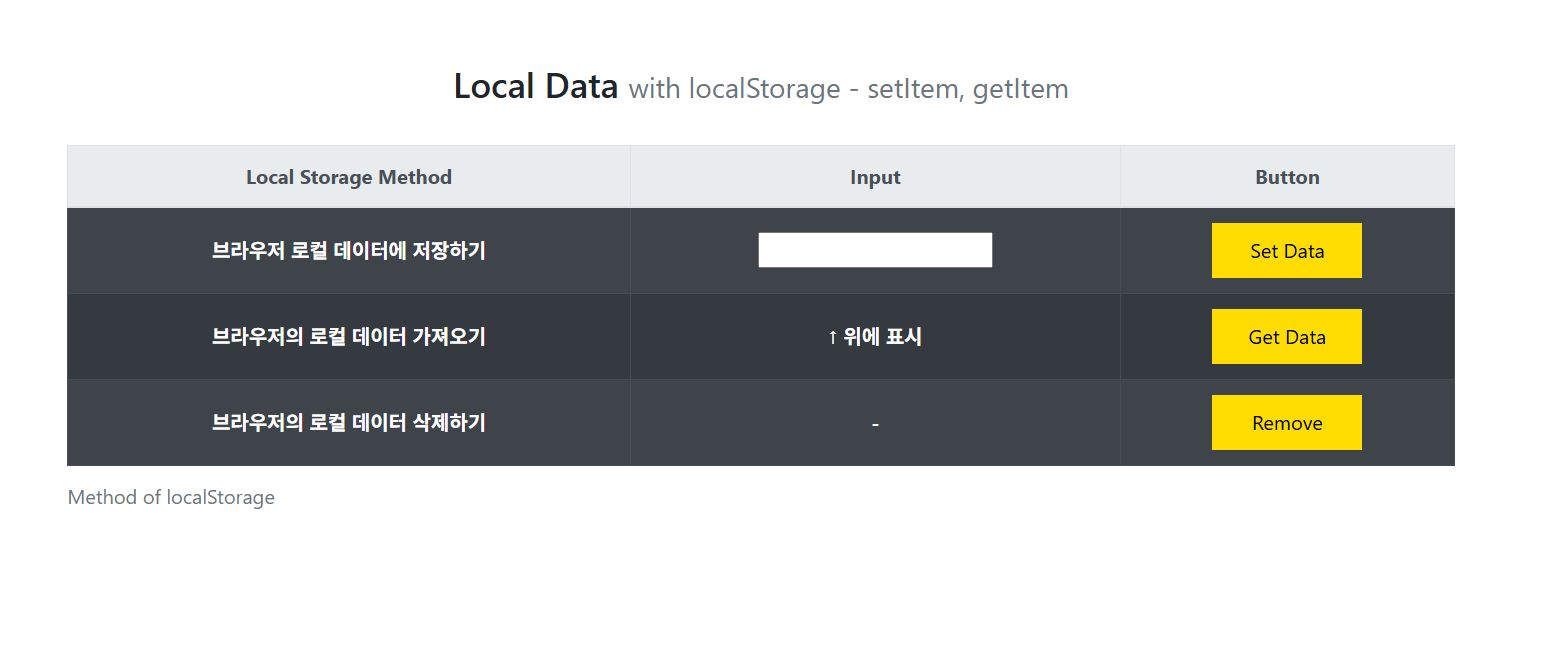 Local Data with localStorage - setItem, getItem
Local Storage Method Input Button
브라우저 로컬 데이터에 저장하기 Set Data
브라우저의 로컬 데이터 가져오기 ↑ 위에 표시 Get Data
브라우저의 로컬 데이터 삭제하기 - Remove
Method of localStorage